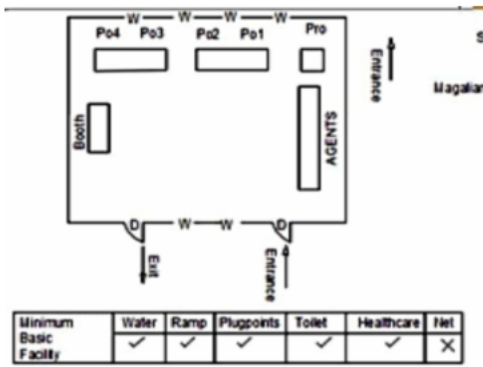 W W W W
Po4 Po3 Po2 Po1 Pro
Entrance
S
Magalian
Booth
AGENTS
D W W D
Exit
Entrance
Minimum Basic Facility Water Ramp Plugpoints Toilet Healthcare Net
✓ ✓ ✓ ✓ ✓ X